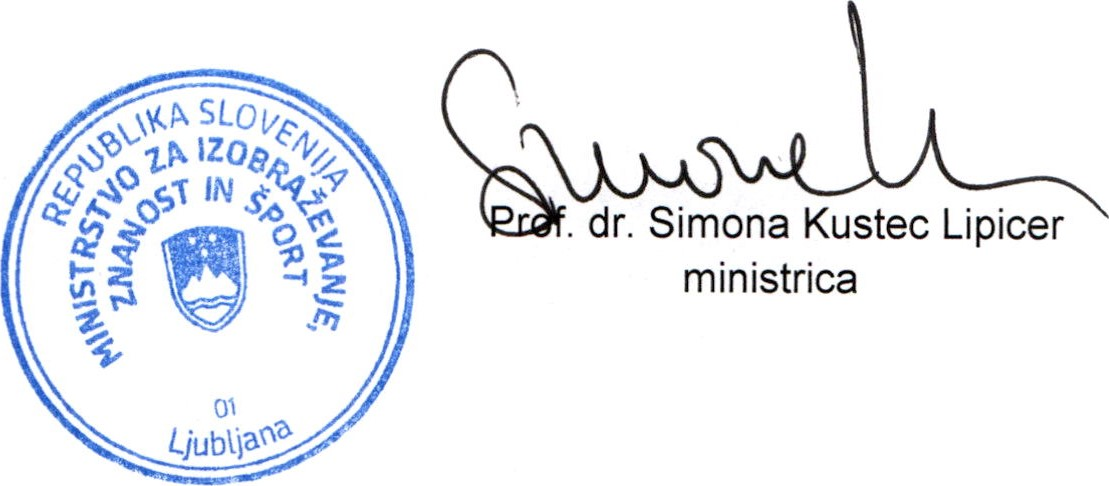 REPUBLIKA SLOVENIJA
MINISTRSTVO ZA IZOBRAŽEVANJE,
ZNANOST IN ŠPORT
01
Ljubljana
Prof. dr. Simona Kustec Lipicer
ministrica